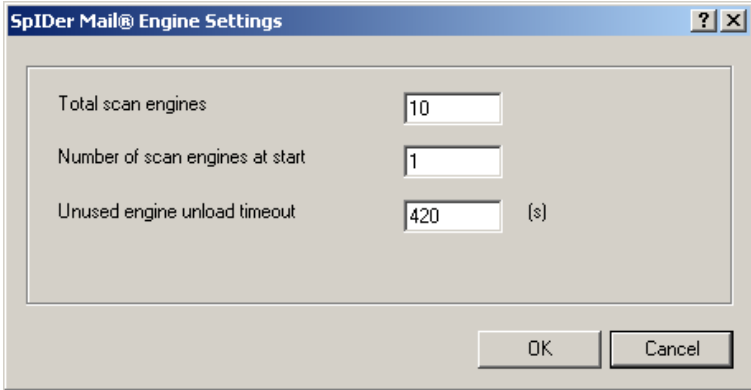 SpIDer Mail® Engine Settings
Total scan engines 10
Number of scan engines at start 1
Unused engine unload timeout 420 (s)
OK Cancel